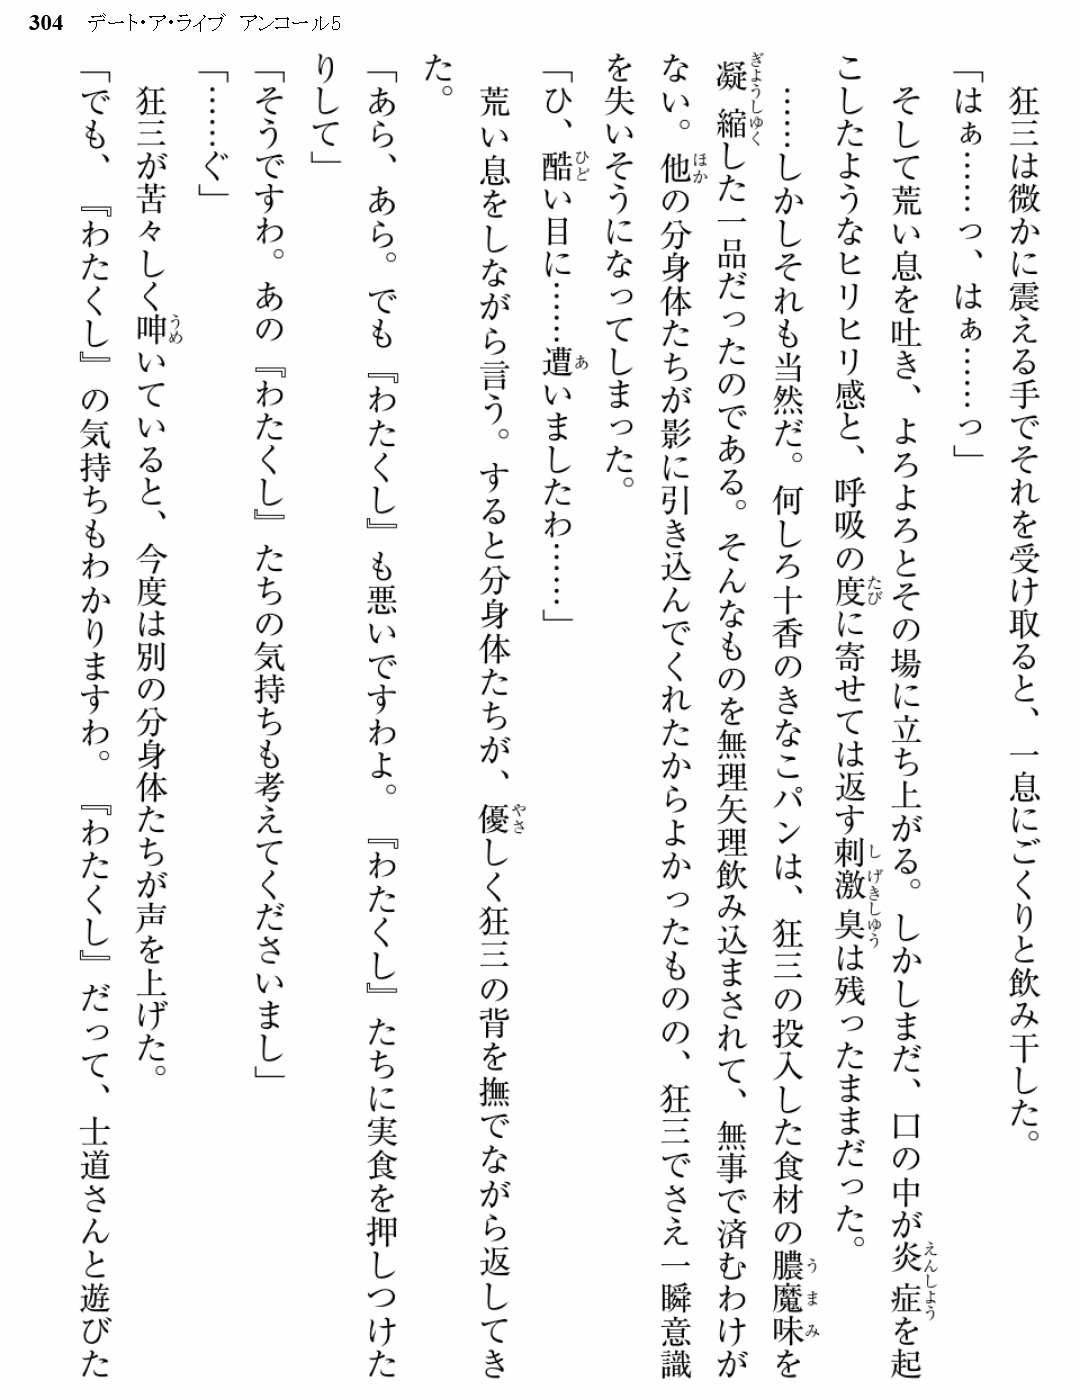 304 デート・ア・ライブ アンコール5
狂三は微かに震える手でそれを受け取ると、一息にごくりと飲み干した。
「はぁ……っ、はぁ……っ」
そして荒い息を吐き、よろよろとその場に立ち上がる。しかしまだ、口の中が炎症を起
こしたようなヒリヒリ感と、呼吸の度に寄せては返す刺激臭は残ったままだった。
……しかしそれも当然だ。何しろ十香のきなこパンは、狂三の投入した食材の膿魔味を
凝縮した一品だったのである。そんなものを無理矢理飲み込まされて、無事で済むわけが
ない。他の分身体たちが影に引き込んでくれたからよかったものの、狂三でさえ一瞬意識
を失いそうになってしまった。
「ひ、酷い目に……遭いましたわ……」
荒い息をしながら言う。すると分身体たちが、優しく狂三の背を撫でながら返してき
た。
「あら、あら。でも『わたくし』も悪いですわよ。『わたくし』たちに実食を押しつけた
りして」
「そうですわ。あの『わたくし』たちの気持ちも考えてくださいまし」
「……ぐ」
狂三が苦々しく呻いていると、今度は別の分身体たちが声を上げた。
「でも、『わたくし』の気持ちもわかりますわ。『わたくし』だって、士道さんと遊びた